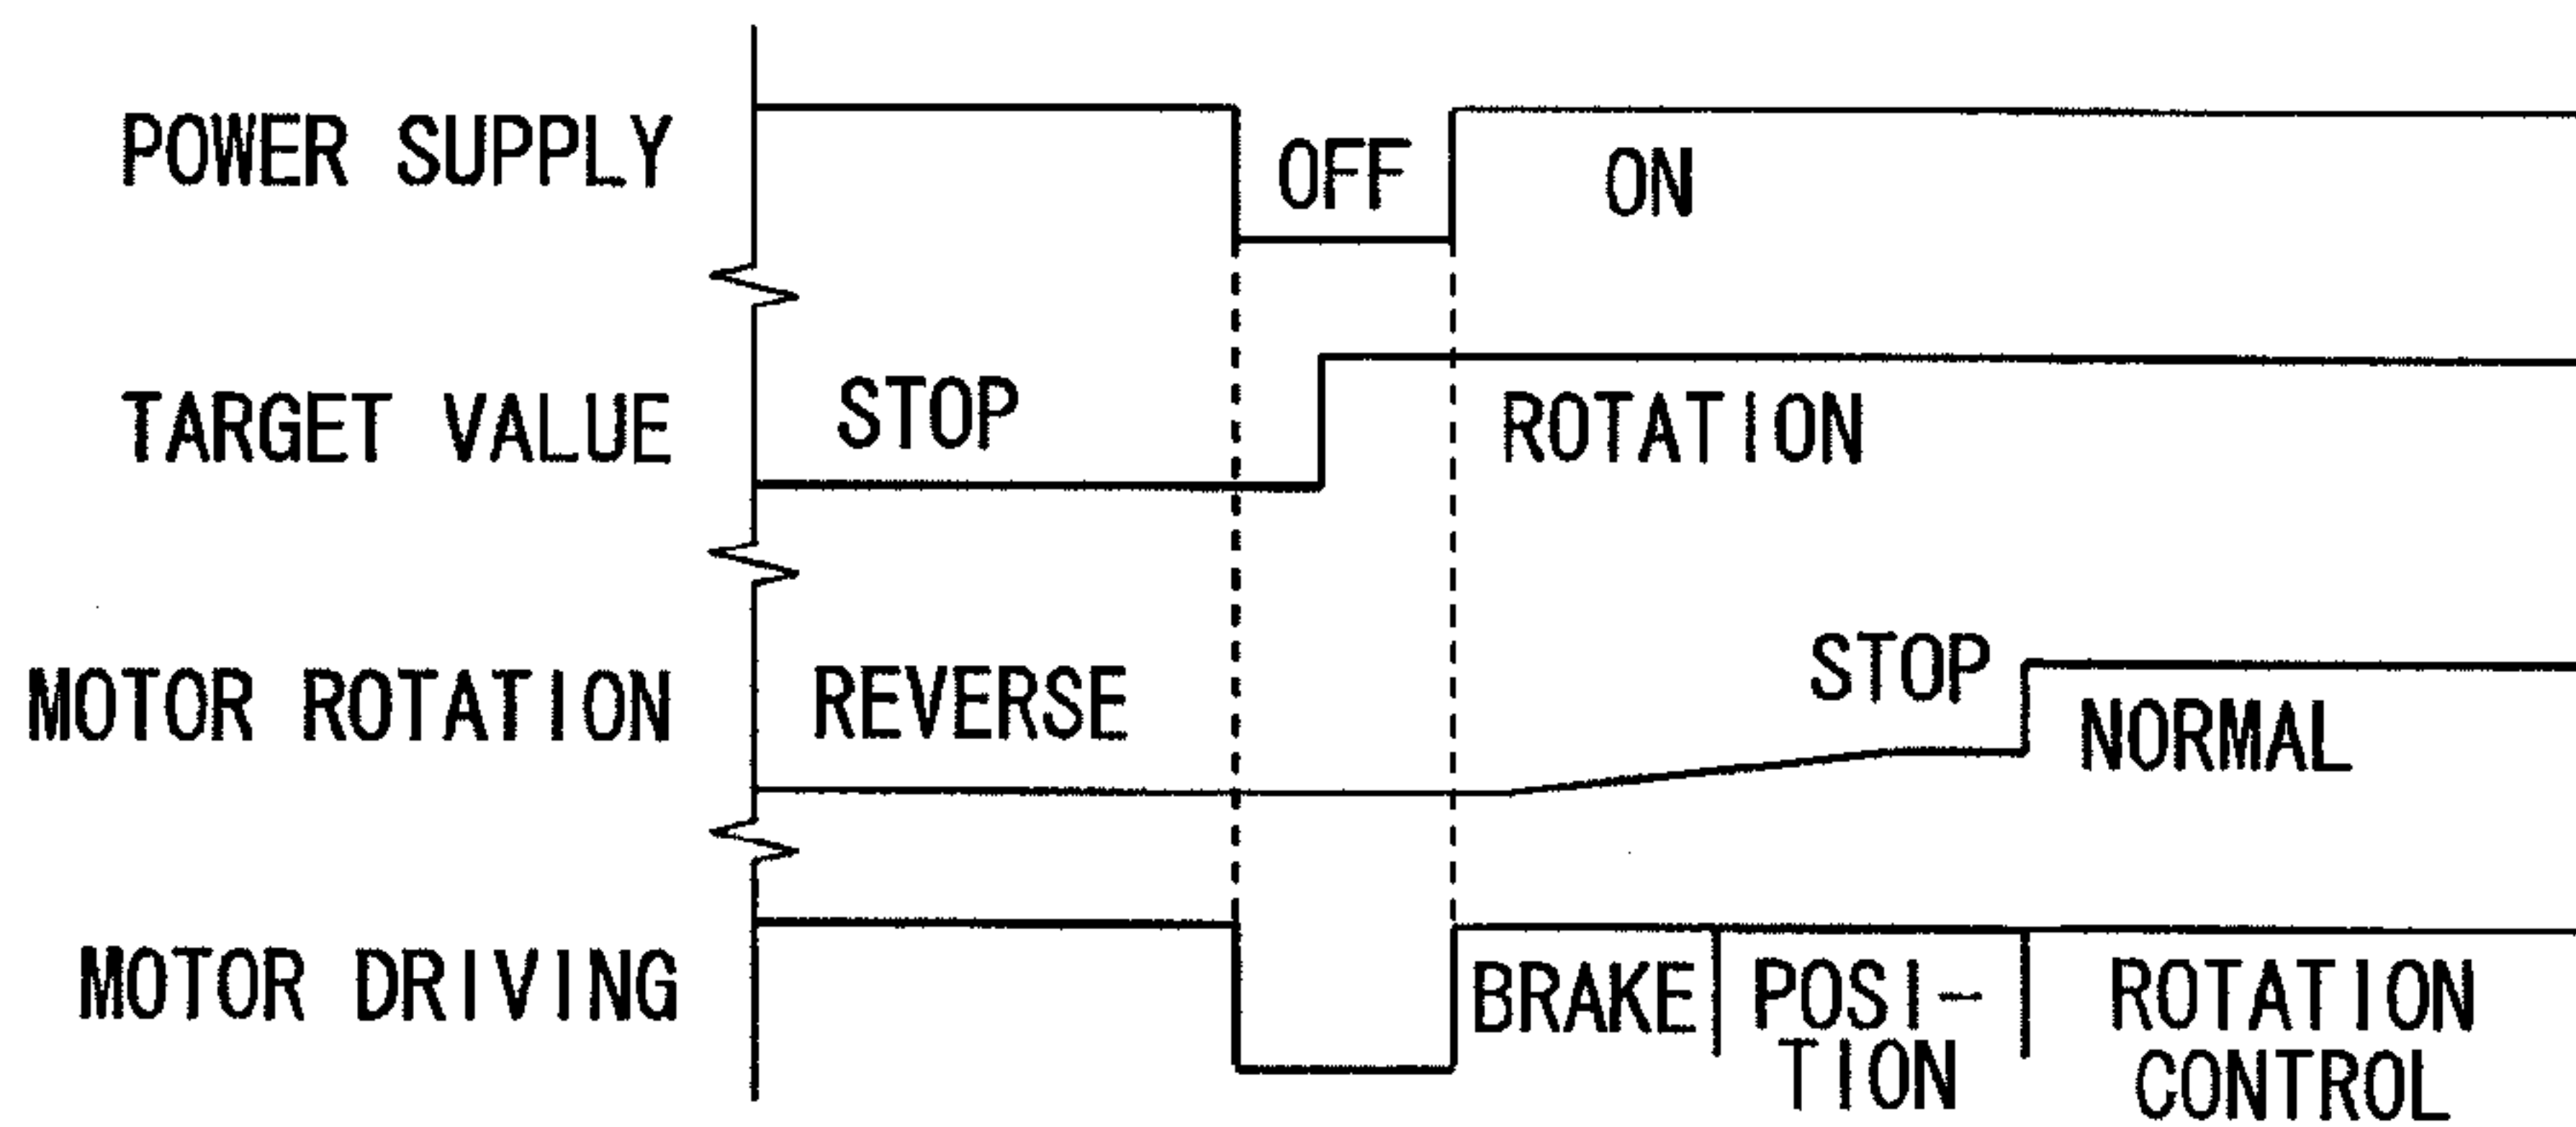 POWER SUPPLY
OFF
ON
TARGET VALUE
STOP
ROTATION
MOTOR ROTATION
REVERSE
STOP
NORMAL
MOTOR DRIVING
BRAKE
POSI-
TION
ROTATION
CONTROL